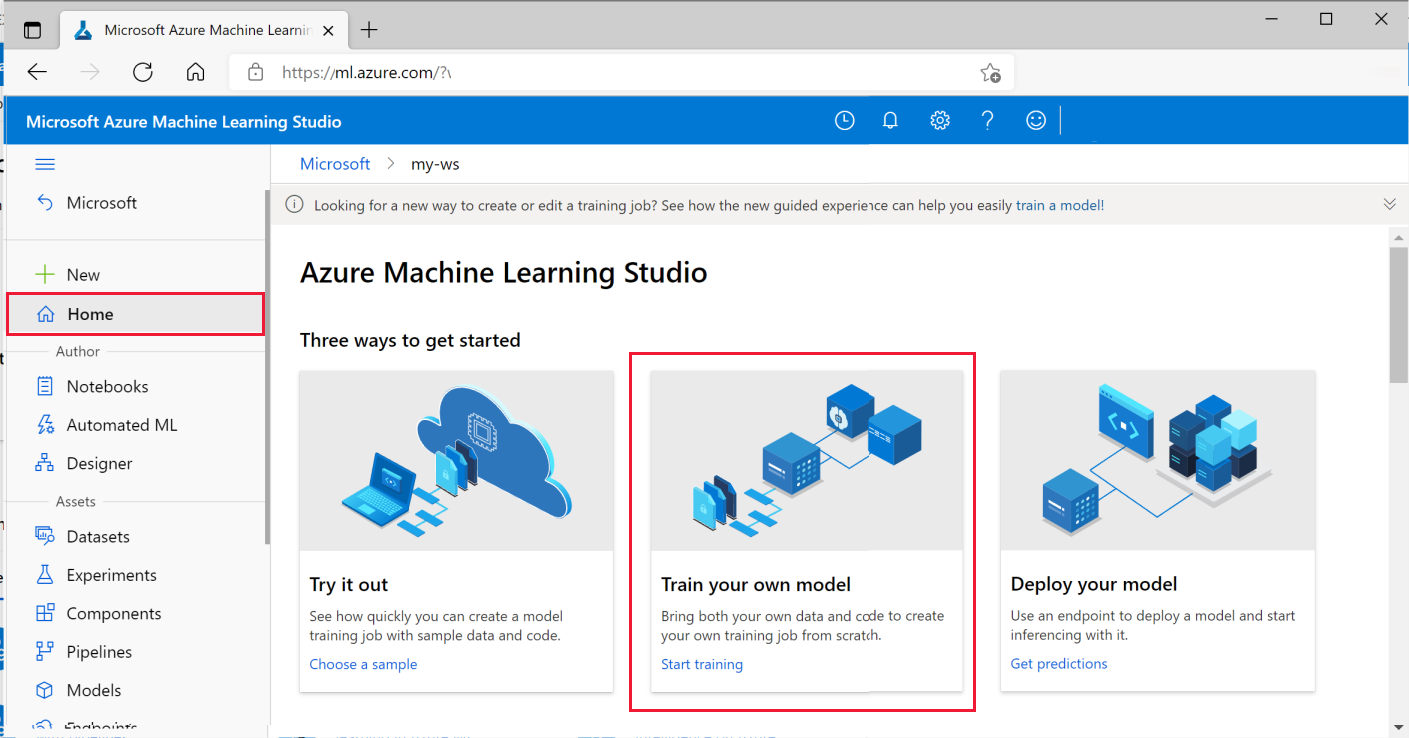 Microsoft Azure Machine Learnin
https://ml.azure.com/?
Microsoft Azure Machine Learning Studio
Microsoft
New
Home
Author
Notebooks
Automated ML
Designer
Assets
Datasets
Experiments
Components
Pipelines
Models
Endpoints
Microsoft > my-ws
Looking for a new way to create or edit a training job? See how the new guided experience can help you easily train a model!
Azure Machine Learning Studio
Three ways to get started
Try it out
See how quickly you can create a model
training job with sample data and code.
Choose a sample
Train your own model
Bring both your own data and code to create
your own training job from scratch.
Start training
Deploy your model
Use an endpoint to deploy a model and start
inferencing with it.
Get predictions